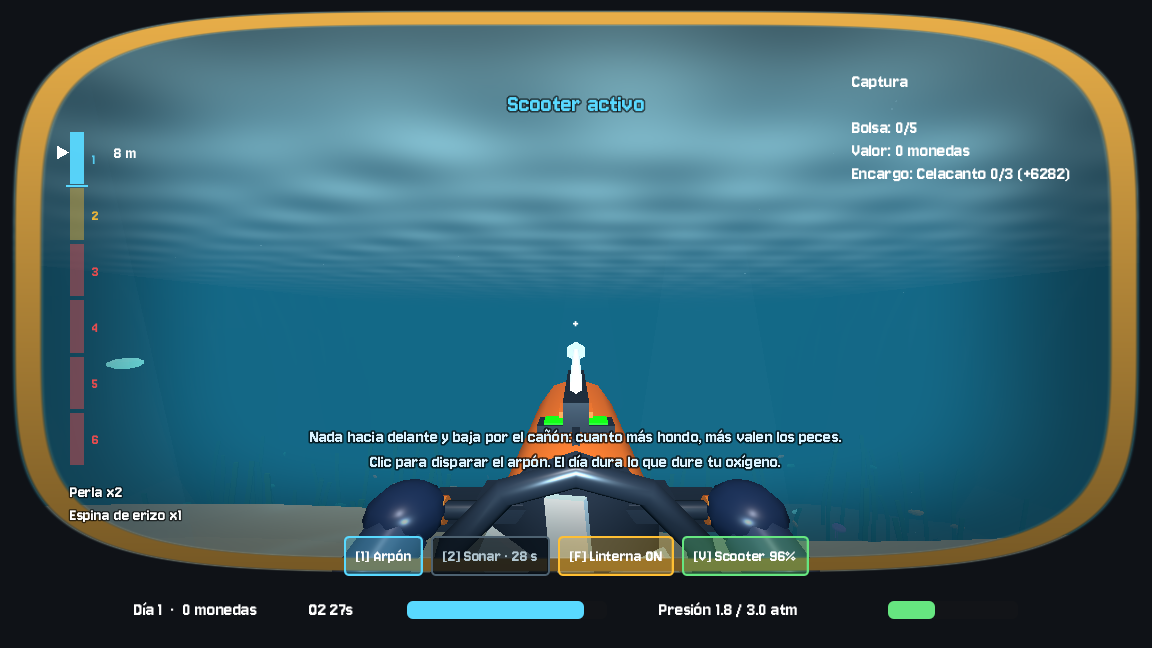 Captura
Scooter activo
Bolsa: 0/5
Valor: 0 monedas
Encargo: Celacanto 0/3 (+6282)
1
8 m
2
3
4
5
6
Nada hacia delante y baja por el cañón: cuanto más hondo, más valen los peces.
Clic para disparar el arpón. El día dura lo que dure tu oxígeno.
Perla x2
Espina de erizo x1
[1] Arpón
[2] Sonar · 28 s
[F] Linterna ON
[V] Scooter 96%
Día 1 · 0 monedas
O2 27s
Presión 1.8 / 3.0 atm